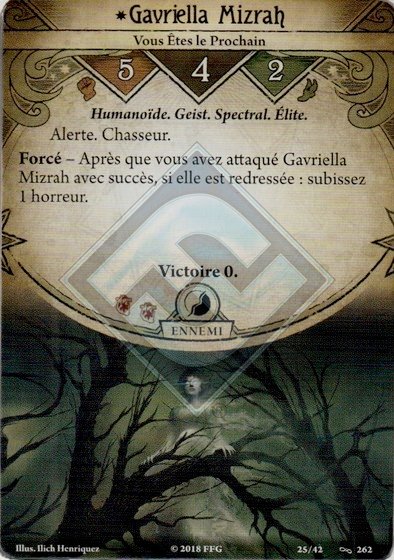 Gavriella Mizrah
Vous Êtes le Prochain
5 4 2
Humanoïde. Geist. Spectral. Élite.
Alerte. Chasseur.
Forcé – Après que vous avez attaqué Gavriella
Mizrah avec succès, si elle est redressée : subissez
1 horreur.
Victoire 0.
ENNEMI
Illus. Ilich Henriquez © 2018 FFG 25/42 262